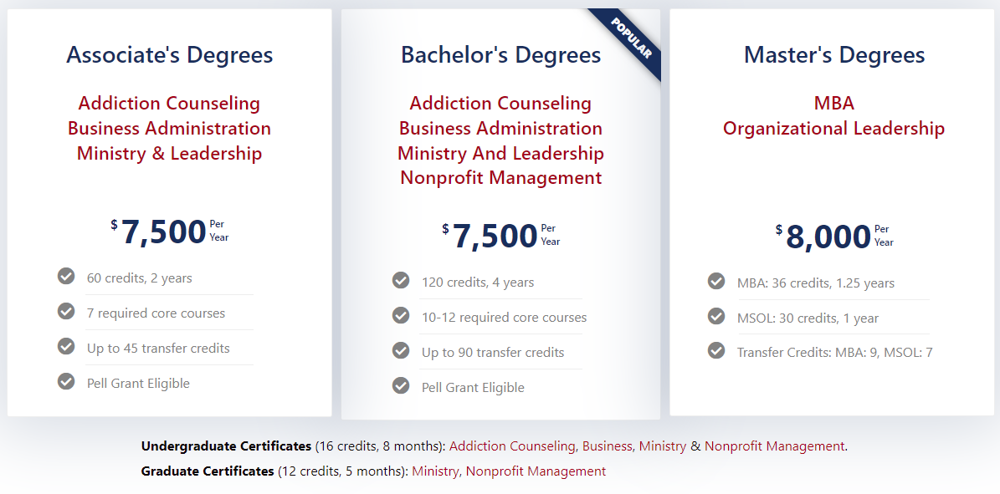 Associate's Degrees
Addiction Counseling
Business Administration
Ministry & Leadership
$7,500 Per Year
60 credits, 2 years
7 required core courses
Up to 45 transfer credits
Pell Grant Eligible
POPULAR
Bachelor's Degrees
Addiction Counseling
Business Administration
Ministry And Leadership
Nonprofit Management
$7,500 Per Year
120 credits, 4 years
10-12 required core courses
Up to 90 transfer credits
Pell Grant Eligible
Master's Degrees
MBA
Organizational Leadership
$8,000 Per Year
MBA: 36 credits, 1.25 years
MSOL: 30 credits, 1 year
Transfer Credits: MBA: 9, MSOL: 7
Undergraduate Certificates (16 credits, 8 months): Addiction Counseling, Business, Ministry & Nonprofit Management.
Graduate Certificates (12 credits, 5 months): Ministry, Nonprofit Management